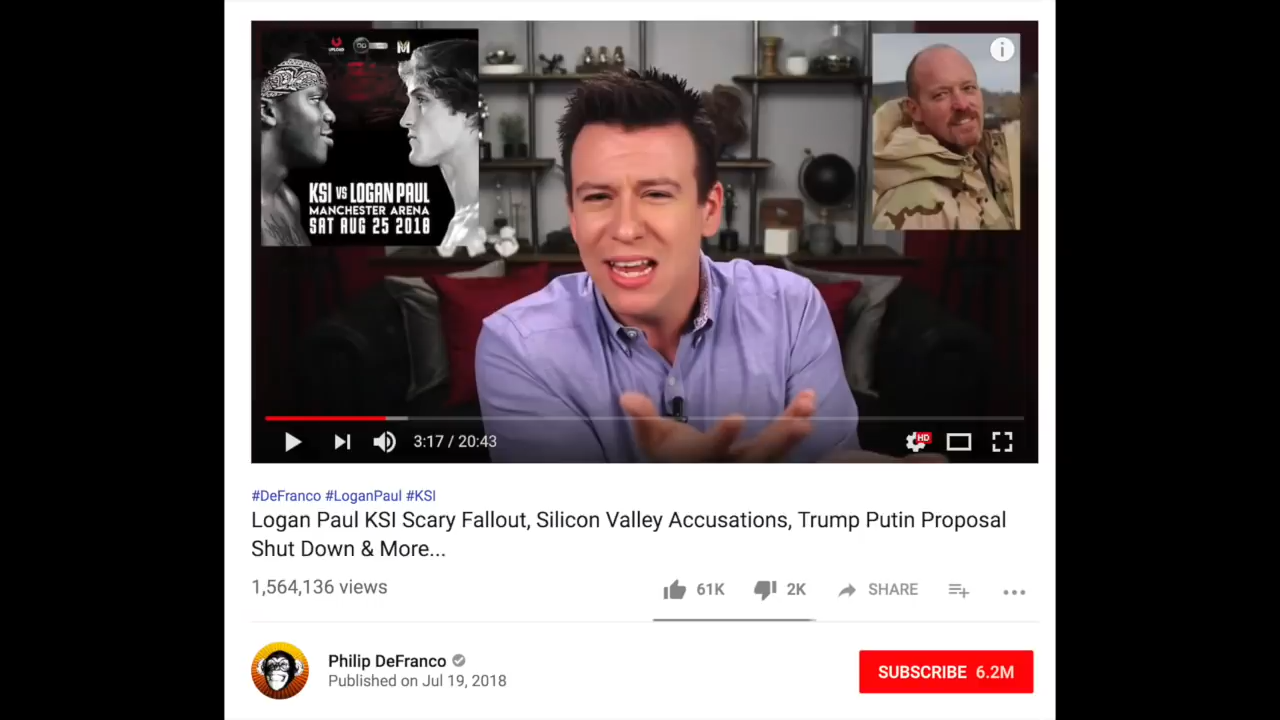 UPLOAD
KSI VS LOGAN PAUL
MANCHESTER ARENA
SAT AUG 25 2018
i
3:17 / 20:43
HD
#DeFranco #LoganPaul #KSI
Logan Paul KSI Scary Fallout, Silicon Valley Accusations, Trump Putin Proposal
Shut Down & More...
1,564,136 views
61K
2K
SHARE
Philip DeFranco
Published on Jul 19, 2018
SUBSCRIBE 6.2M